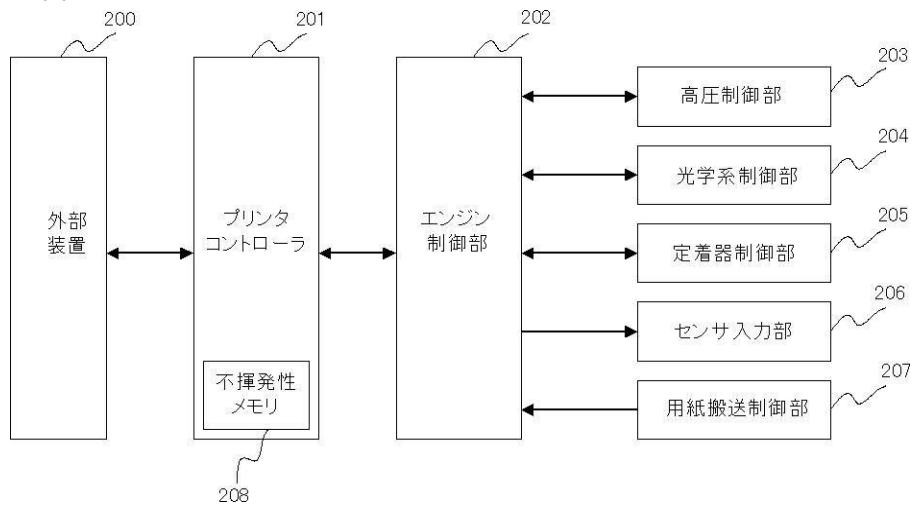 200
201
202
203
高圧制御部
204
光学系制御部
205
外部
装置
プリンタ
コントローラ
エンジン
制御部
定着器制御部
206
センサ入力部
207
不揮発性
メモリ
用紙搬送制御部
208